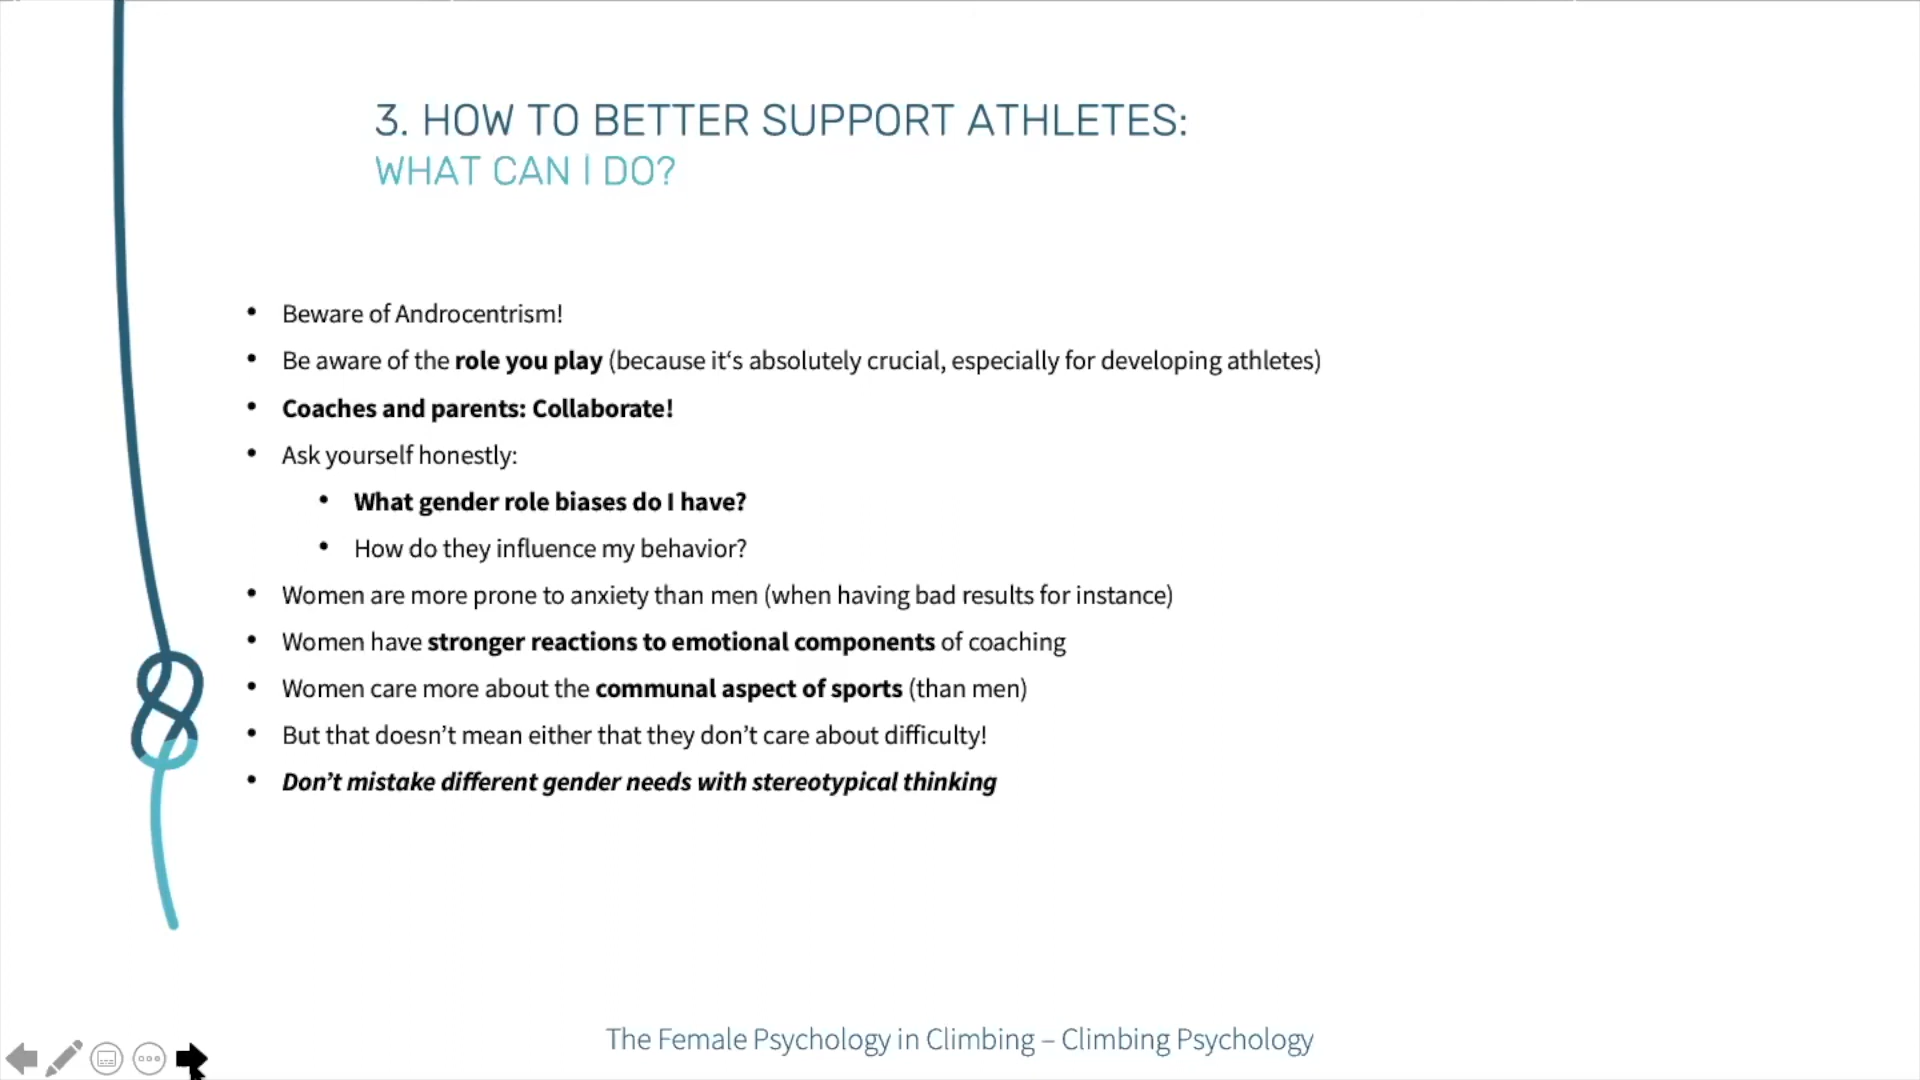 3. HOW TO BETTER SUPPORT ATHLETES:
WHAT CAN I DO?
• Beware of Androcentrism!
• Be aware of the role you play (because it‘s absolutely crucial, especially for developing athletes)
• Coaches and parents: Collaborate!
• Ask yourself honestly:
• What gender role biases do I have?
• How do they influence my behavior?
• Women are more prone to anxiety than men (when having bad results for instance)
• Women have stronger reactions to emotional components of coaching
• Women care more about the communal aspect of sports (than men)
• But that doesn’t mean either that they don’t care about difficulty!
• Don’t mistake different gender needs with stereotypical thinking
The Female Psychology in Climbing – Climbing Psychology